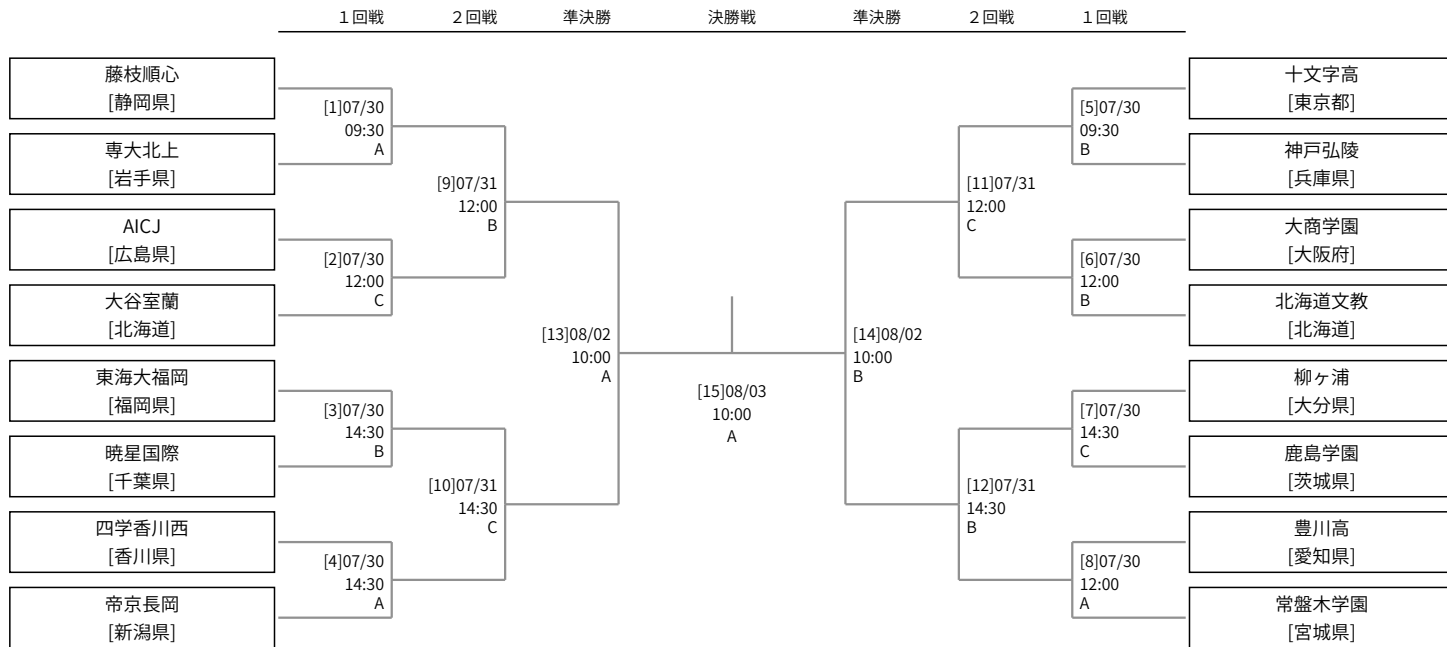 １回戦
２回戦
準決勝
決勝戦
準決勝
２回戦
１回戦
藤枝順心
[静岡県]
専大北上
[岩手県]
AICJ
[広島県]
大谷室蘭
[北海道]
東海大福岡
[福岡県]
暁星国際
[千葉県]
四学香川西
[香川県]
帝京長岡
[新潟県]
[1]07/30
09:30
A
[2]07/30
12:00
C
[3]07/30
14:30
B
[4]07/30
14:30
A
[9]07/31
12:00
B
[10]07/31
14:30
C
[13]08/02
10:00
A
[15]08/03
10:00
A
[14]08/02
10:00
B
[11]07/31
12:00
C
[12]07/31
14:30
B
[5]07/30
09:30
B
[6]07/30
12:00
B
[7]07/30
14:30
C
[8]07/30
12:00
A
十文字高
[東京都]
神戸弘陵
[兵庫県]
大商学園
[大阪府]
北海道文教
[北海道]
柳ヶ浦
[大分県]
鹿島学園
[茨城県]
豊川高
[愛知県]
常盤木学園
[宮城県]